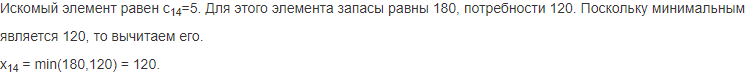 Искомый элемент равен c14=5. Для этого элемента запасы равны 180, потребности 120. Поскольку минимальным
является 120, то вычитаем его.
x14 = min(180,120) = 120.